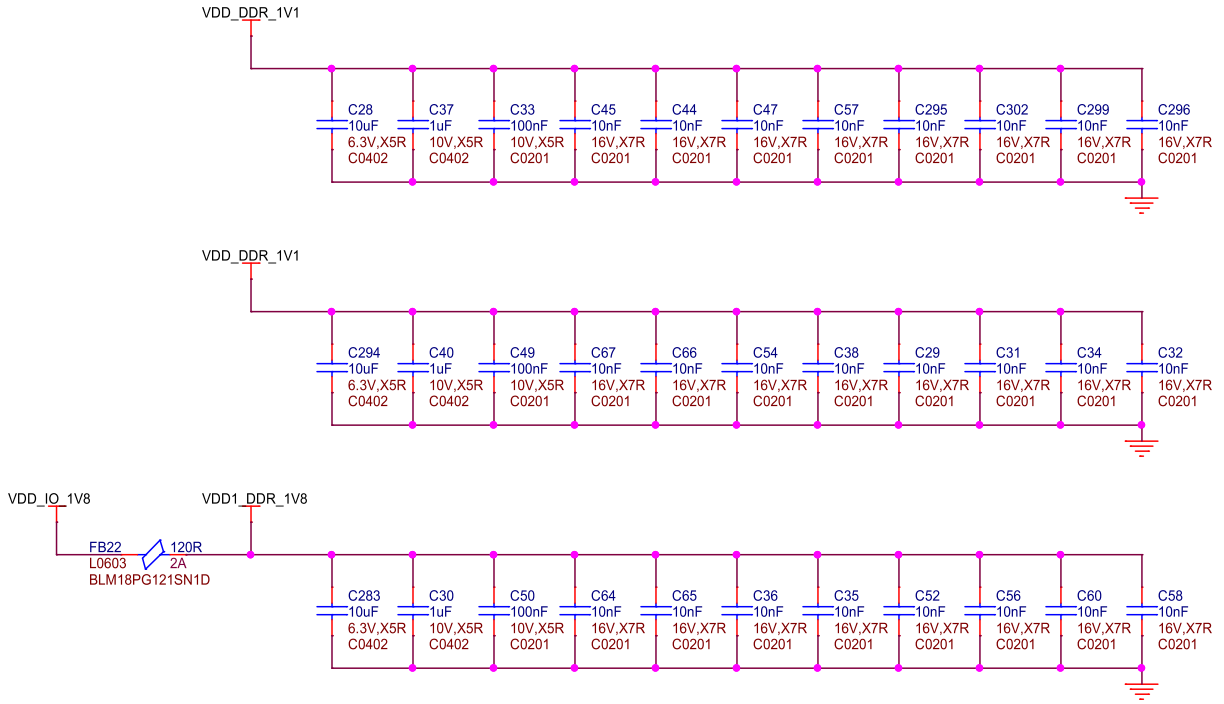 VDD_DDR_1V1
C28 C37 C33 C45 C44 C47 C57 C295 C302 C299 C296
10uF 1uF 100nF 10nF 10nF 10nF 10nF 10nF 10nF 10nF 10nF
6.3V,X5R 10V,X5R 10V,X5R 16V,X7R 16V,X7R 16V,X7R 16V,X7R 16V,X7R 16V,X7R 16V,X7R 16V,X7R
C0402 C0402 C0201 C0201 C0201 C0201 C0201 C0201 C0201 C0201 C0201
VDD_DDR_1V1
C294 C40 C49 C67 C66 C54 C38 C29 C31 C34 C32
10uF 1uF 100nF 10nF 10nF 10nF 10nF 10nF 10nF 10nF 10nF
6.3V,X5R 10V,X5R 10V,X5R 16V,X7R 16V,X7R 16V,X7R 16V,X7R 16V,X7R 16V,X7R 16V,X7R 16V,X7R
C0402 C0402 C0201 C0201 C0201 C0201 C0201 C0201 C0201 C0201 C0201
VDD_IO_1V8 VDD1_DDR_1V8
FB22 120R
L0603 2A
BLM18PG121SN1D
C283 C30 C50 C64 C65 C36 C35 C52 C56 C60 C58
10uF 1uF 100nF 10nF 10nF 10nF 10nF 10nF 10nF 10nF 10nF
6.3V,X5R 10V,X5R 10V,X5R 16V,X7R 16V,X7R 16V,X7R 16V,X7R 16V,X7R 16V,X7R 16V,X7R 16V,X7R
C0402 C0402 C0201 C0201 C0201 C0201 C0201 C0201 C0201 C0201 C0201